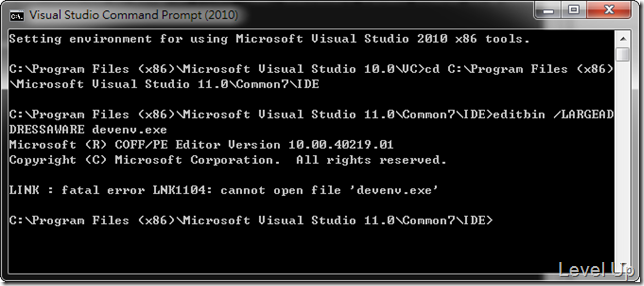 Visual Studio Command Prompt (2010)
Setting environment for using Microsoft Visual Studio 2010 x86 tools.
C:\Program Files (x86)\Microsoft Visual Studio 10.0\VC>cd C:\Program Files (x86)
\Microsoft Visual Studio 11.0\Common7\IDE
C:\Program Files (x86)\Microsoft Visual Studio 11.0\Common7\IDE>editbin /LARGEAD
DRESSAWARE devenv.exe
Microsoft (R) COFF/PE Editor Version 10.00.40219.01
Copyright (C) Microsoft Corporation.  All rights reserved.
LINK : fatal error LNK1104: cannot open file 'devenv.exe'
C:\Program Files (x86)\Microsoft Visual Studio 11.0\Common7\IDE>
Level Up